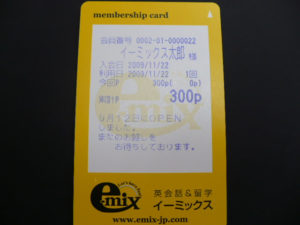 membership card
会員番号 0002-01-0000022
イーミックス太郎 様
入会日 2009/11/22
利用日 2009/11/22 1回
今回P 300p( 0p)
300p
9月12日にOPEN
しました。
またのお越しを
お待ちしております。
e-mix
英会話&留学
イーミックス
www.emix-jp.com